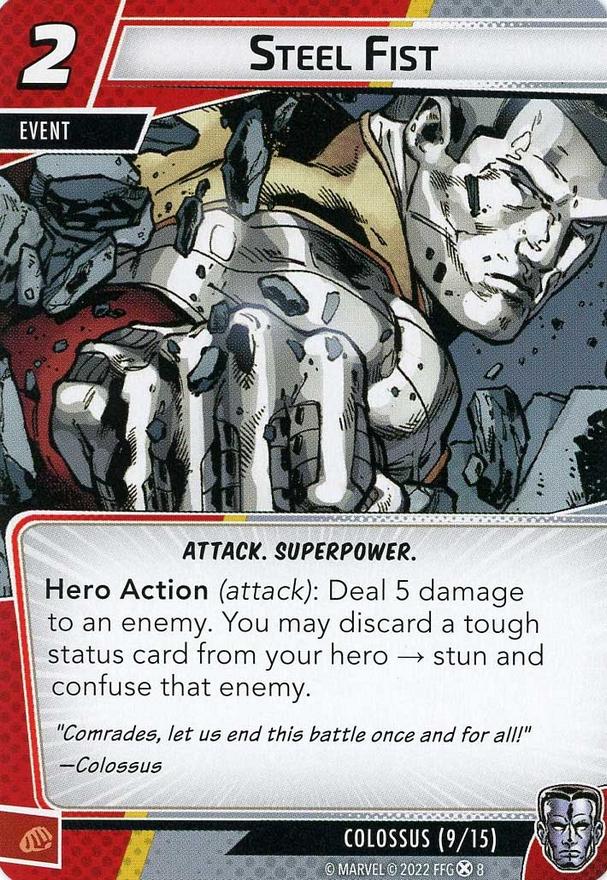 2
STEEL FIST
EVENT
ATTACK. SUPERPOWER.
Hero Action (attack): Deal 5 damage
to an enemy. You may discard a tough
status card from your hero → stun and
confuse that enemy.
"Comrades, let us end this battle once and for all!"
—Colossus
COLOSSUS (9/15)
© MARVEL © 2022 FFG 8